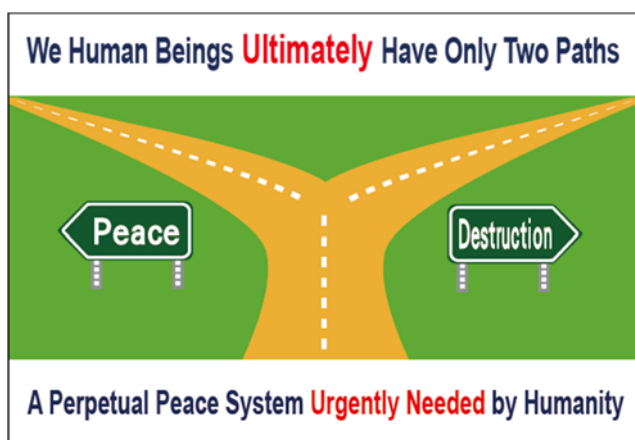 We Human Beings Ultimately Have Only Two Paths
Peace
Destruction
A Perpetual Peace System Urgently Needed by Humanity